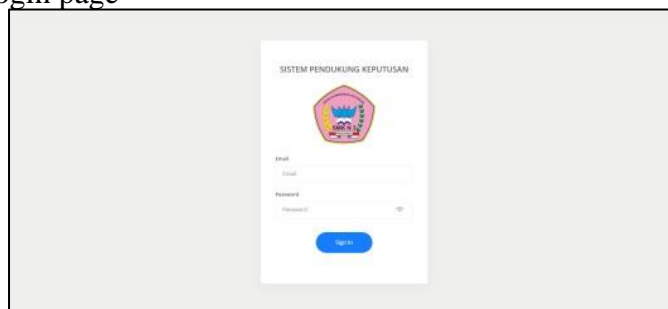 ogin page
SISTEM PENDUKUNG KEPUTUSAN
Email
Email
Password
Password
Sign In